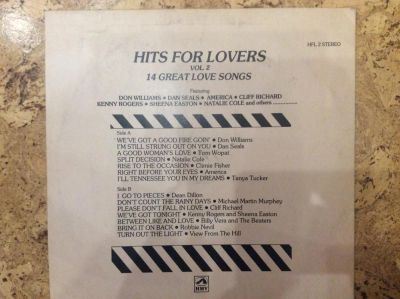 HFL 2 STEREO
HITS FOR LOVERS
VOL. 2
14 GREAT LOVE SONGS
Featuring
DON WILLIAMS • DAN SEALS • AMERICA • CLIFF RICHARD
KENNY ROGERS • SHEENA EASTON • NATALIE COLE and others ............
Side A
WE'VE GOT A GOOD FIRE GOIN' • Don Williams
I'M STILL STRUNG OUT ON YOU • Dan Seals
A GOOD WOMAN'S LOVE • Tom Wopat
SPLIT DECISION • Natalie Cole
RISE TO THE OCCASION • Climie Fisher
RIGHT BEFORE YOUR EYES • America
I'LL TENNESSEE YOU IN MY DREAMS • Tanya Tucker
Side B
I GO TO PIECES • Dean Dillon
DON'T COUNT THE RAINY DAYS • Michael Martin Murphey
PLEASE DON'T FALL IN LOVE • Cliff Richard
WE'VE GOT TONIGHT • Kenny Rogers and Sheena Easton
BETWEEN LIKE AND LOVE • Billy Vera and The Beaters
BRING IT ON BACK • Robbie Nevil
TURN OUT THE LIGHT • View From The Hill
HMV